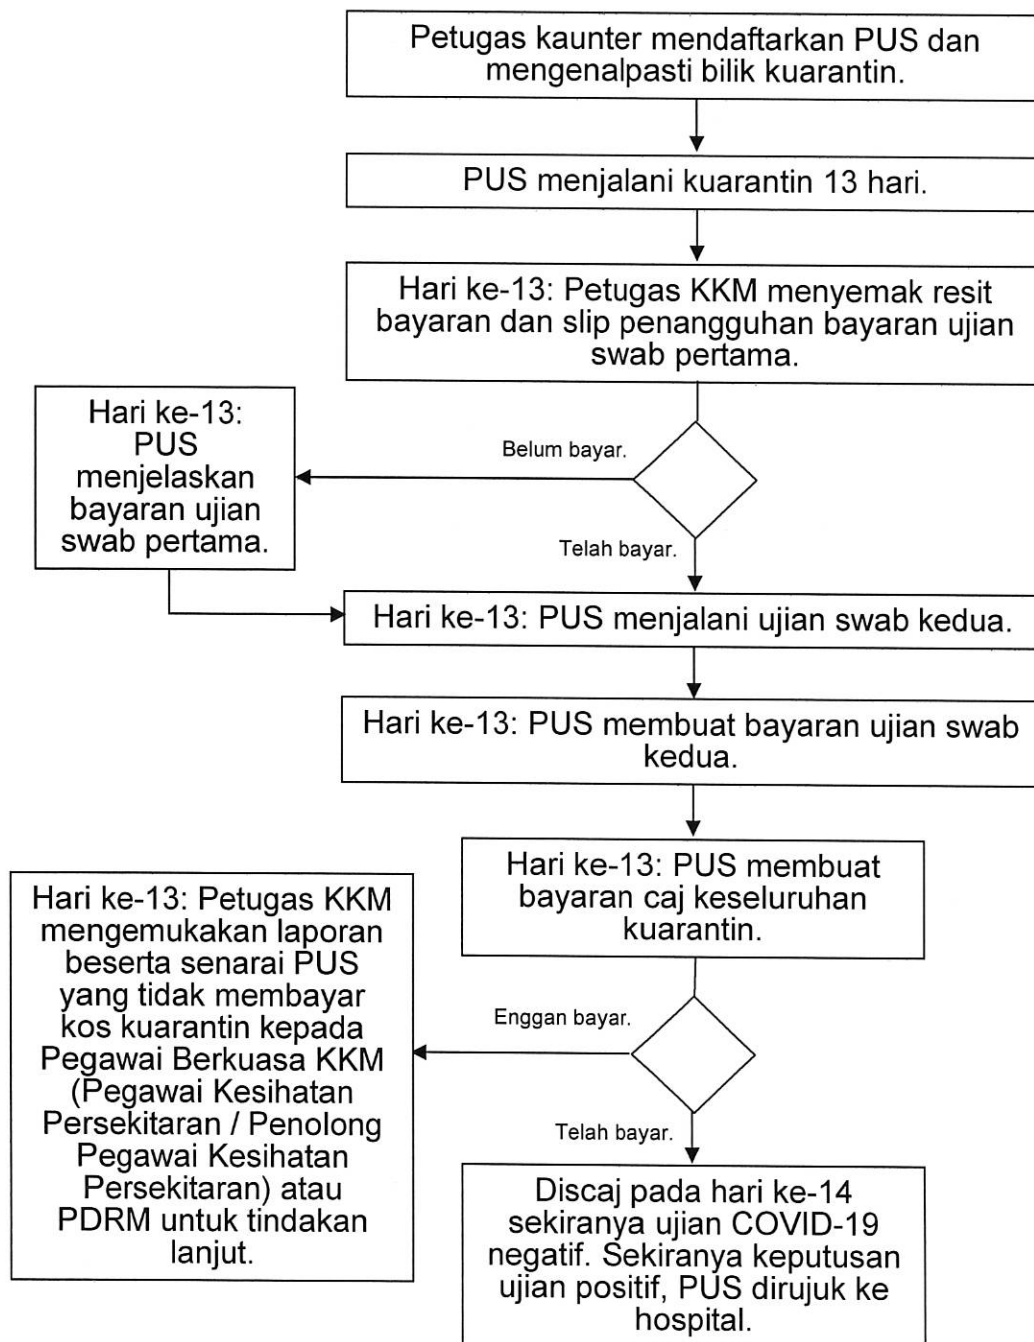 Petugas kaunter mendaftarkan PUS dan
mengenalpasti bilik kuarantin.
PUS menjalani kuarantin 13 hari.
Hari ke-13: Petugas KKM menyemak resit
bayaran dan slip penangguhan bayaran ujian
swab pertama.
Belum bayar.
Hari ke-13:
PUS
menjelaskan
bayaran ujian
swab pertama.
Telah bayar.
Hari ke-13: PUS menjalani ujian swab kedua.
Hari ke-13: PUS membuat bayaran ujian swab
kedua.
Hari ke-13: PUS membuat
bayaran caj keseluruhan
kuarantin.
Enggan bayar.
Hari ke-13: Petugas KKM
mengemukakan laporan
beserta senarai PUS
yang tidak membayar
kos kuarantin kepada
Pegawai Berkuasa KKM
(Pegawai Kesihatan
Persekitaran / Penolong
Pegawai Kesihatan
Persekitaran) atau
PDRM untuk tindakan
lanjut.
Telah bayar.
Discaj pada hari ke-14
sekiranya ujian COVID-19
negatif. Sekiranya keputusan
ujian positif, PUS dirujuk ke
hospital.